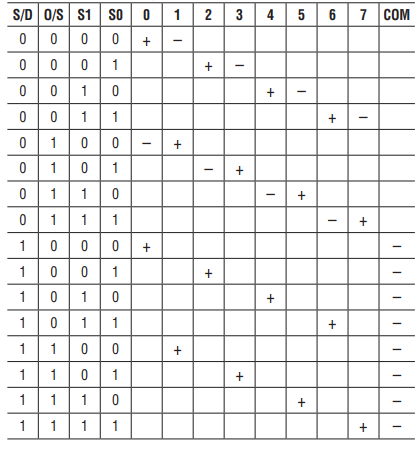 S/D O/S S1 S0 0 1 2 3 4 5 6 7 COM
0 0 0 0 + −
0 0 0 1 + −
0 0 1 0 + −
0 0 1 1 + −
0 1 0 0 − +
0 1 0 1 − +
0 1 1 0 − +
0 1 1 1 − +
1 0 0 0 + −
1 0 0 1 + −
1 0 1 0 + −
1 0 1 1 + −
1 1 0 0 + −
1 1 0 1 + −
1 1 1 0 + −
1 1 1 1 + −